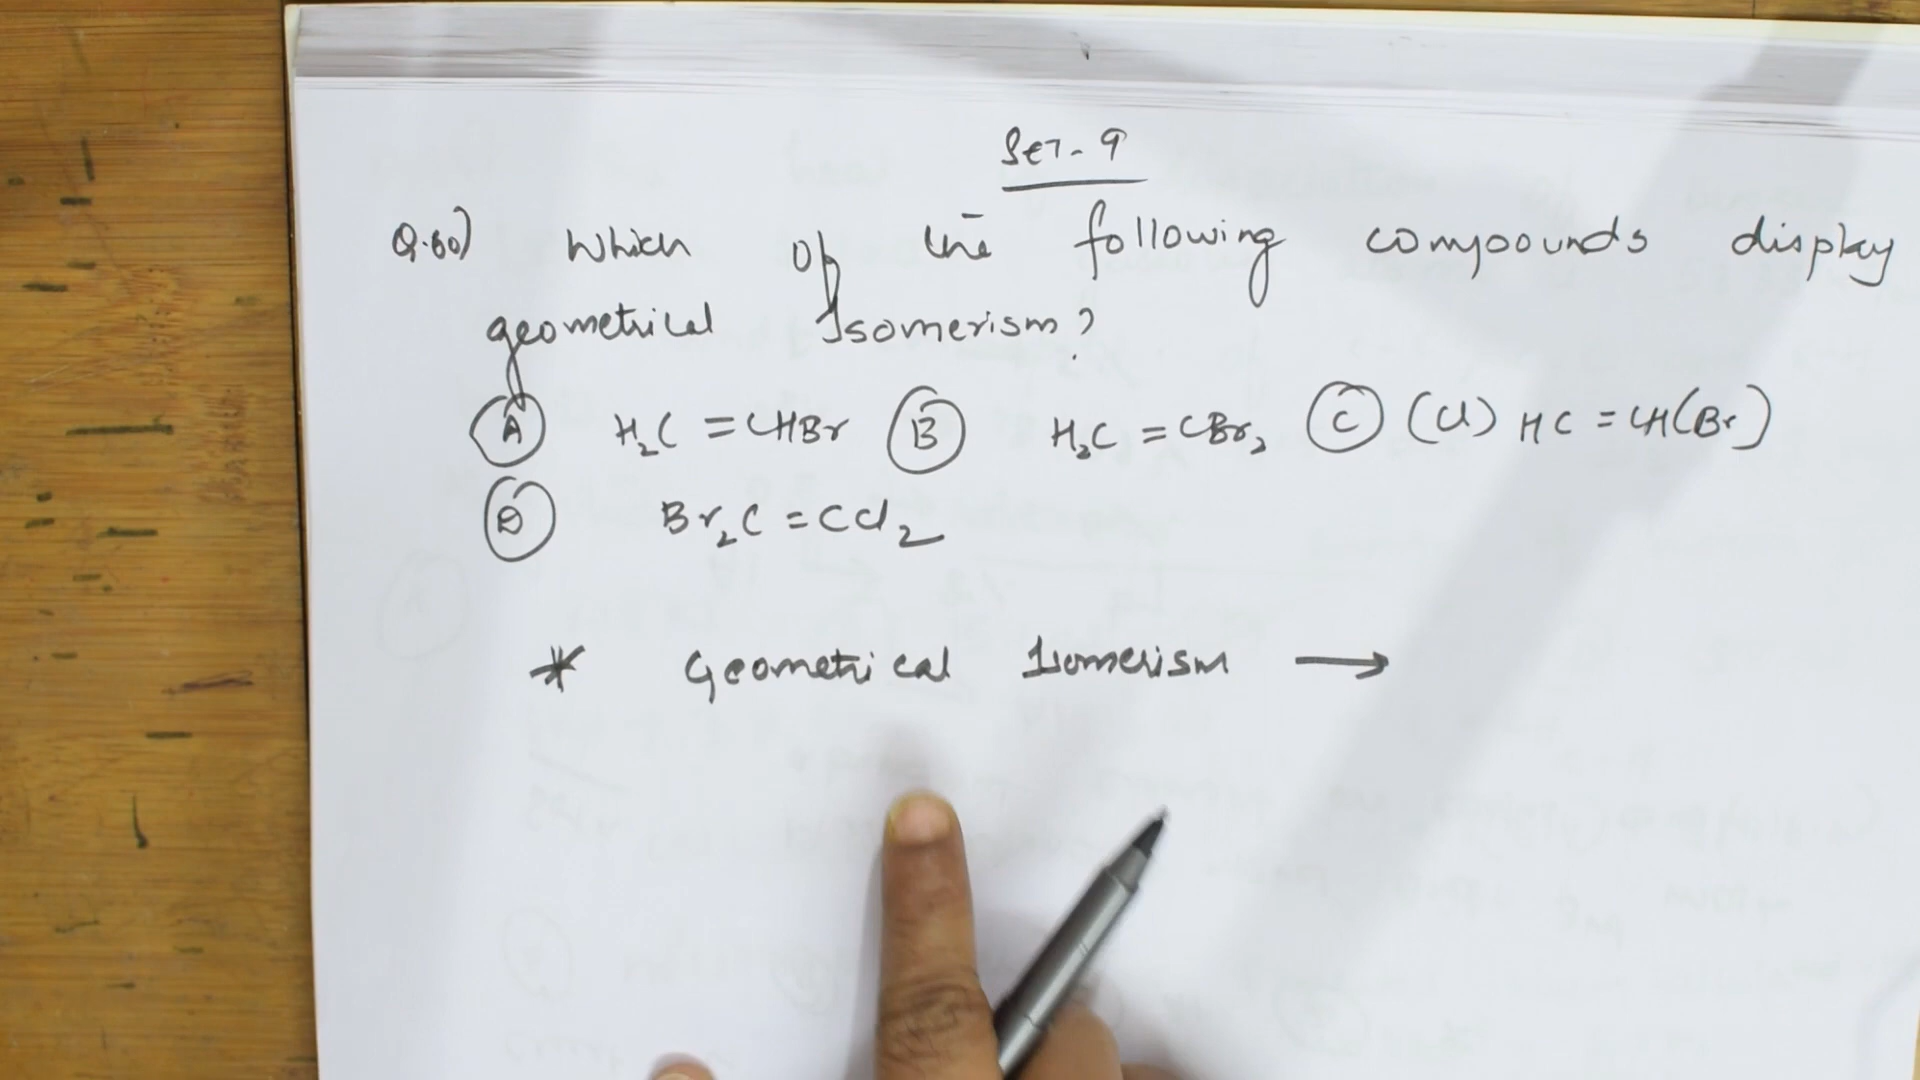 Set-9
Q.60) Which of the following compounds display
geometrical Isomerism?
(A) H₂C=CHBr (B) H₂C=CBr₂ (C) (Cl) HC=CH(Br)
(D) Br₂C=CCl₂
* Geometrical Isomerism →